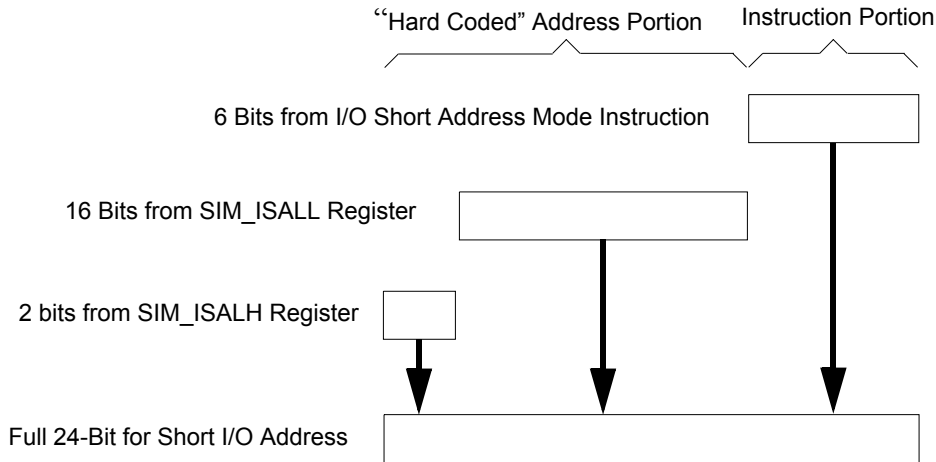 “Hard Coded” Address Portion
Instruction Portion
6 Bits from I/O Short Address Mode Instruction
16 Bits from SIM_ISALL Register
2 bits from SIM_ISALH Register
Full 24-Bit for Short I/O Address